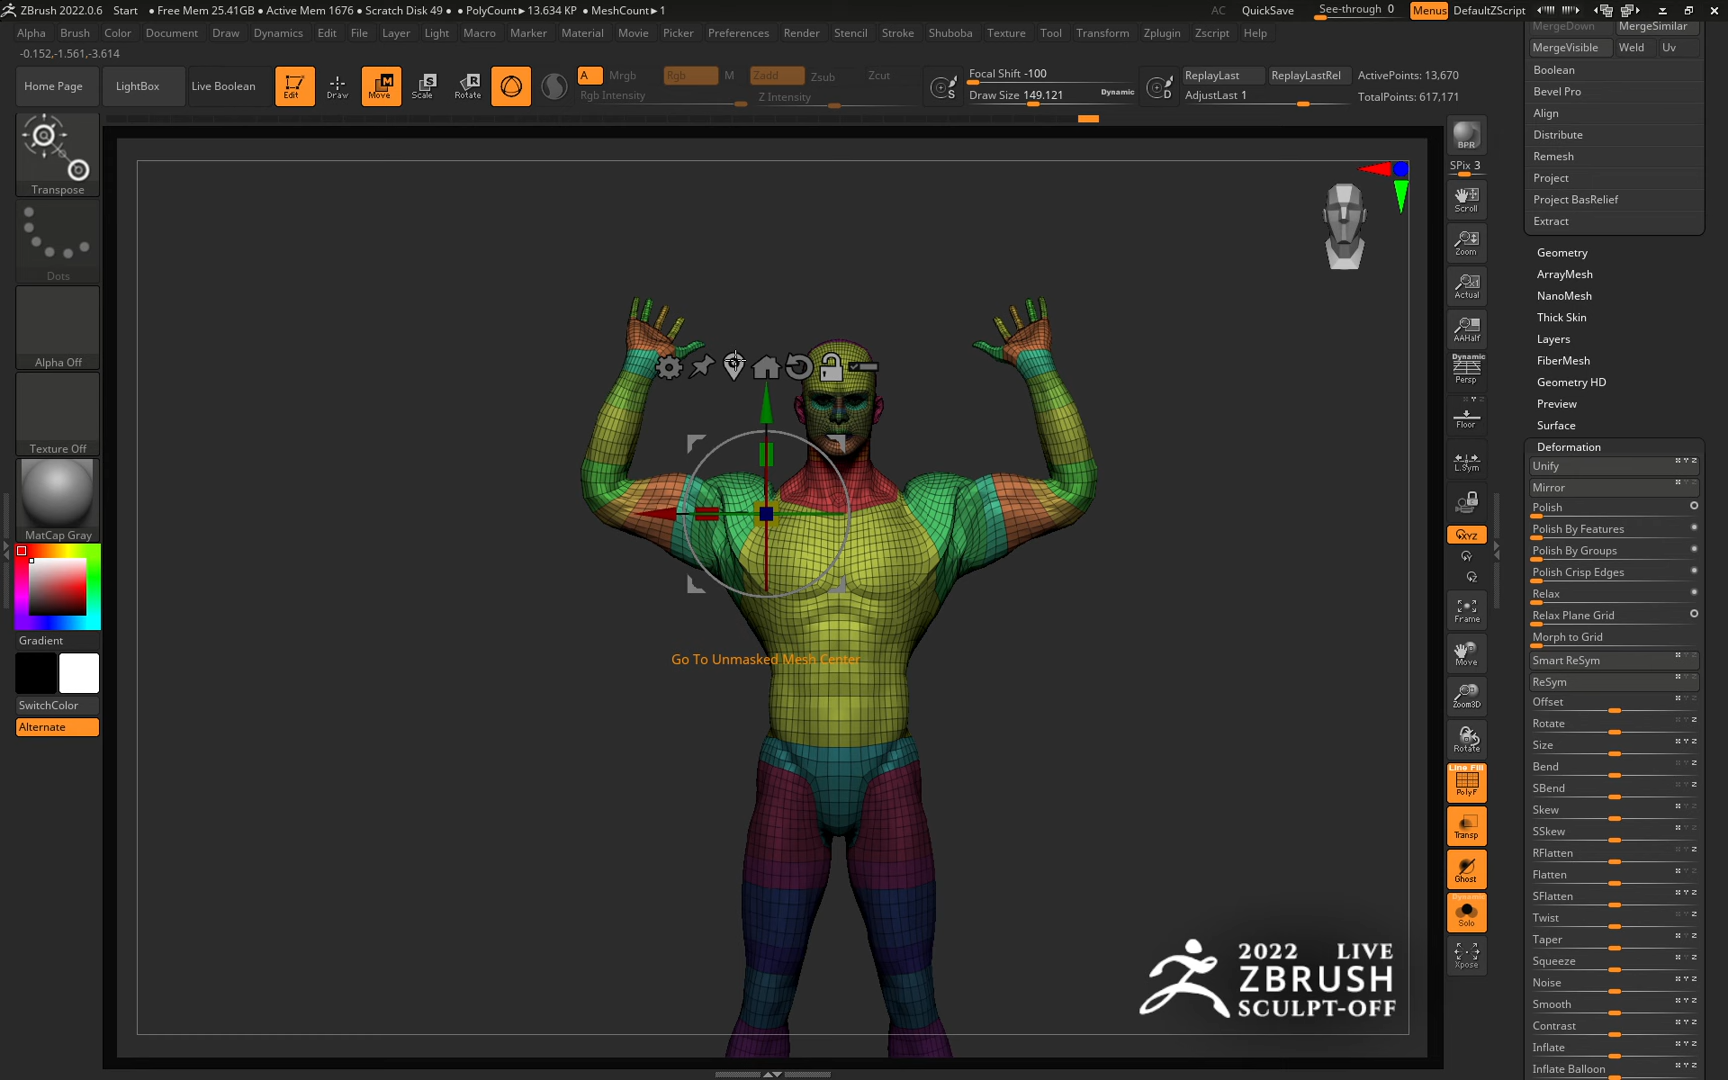 ZBrush 2022.0.6 Start • Free Mem 25.41GB • Active Mem 1676 • Scratch Disk 49 • • PolyCount▸ 13.634 KP • MeshCount▸ 1 AC QuickSave See-through 0 Menus DefaultZScript
Alpha Brush Color Document Draw Dynamics Edit File Layer Light Macro Marker Material Movie Picker Preferences Render Stencil Stroke Shuboba Texture Tool Transform Zplugin Zscript Help
-0.152,-1.561,-3.614
Home Page LightBox Live Boolean Edit Draw Move Scale Rotate
A Mrgb Rgb M Zadd Zsub Zcut
Rgb Intensity Z Intensity
S Focal Shift -100
Draw Size 149.121 Dynamic
D ReplayLast ReplayLastRel
AdjustLast 1
ActivePoints: 13,670
TotalPoints: 617,171
Transpose
Dots
Alpha Off
Texture Off
MatCap Gray
Gradient
SwitchColor
Alternate
Go To Unmasked Mesh Center
2022 LIVE
ZBRUSH
SCULPT-OFF
BPR
SPix 3
Scroll
Zoom
Actual
AAHalf
Dynamic
Persp
Floor
L.Sym
XYZ
Y
Z
Frame
Move
Zoom3D
Rotate
Line Fill
PolyF
Transp
Ghost
Dynamic
Solo
Xpose
MergeDown MergeSimilar
MergeVisible Weld Uv
Boolean
Bevel Pro
Align
Distribute
Remesh
Project
Project BasRelief
Extract
Geometry
ArrayMesh
NanoMesh
Thick Skin
Layers
FiberMesh
Geometry HD
Preview
Surface
Deformation
Unify
Mirror
Polish
Polish By Features
Polish By Groups
Polish Crisp Edges
Relax
Relax Plane Grid
Morph to Grid
Smart ReSym
ReSym
Offset
Rotate
Size
Bend
SBend
Skew
SSkew
RFlatten
Flatten
SFlatten
Twist
Taper
Squeeze
Noise
Smooth
Contrast
Inflate
Inflate Balloon